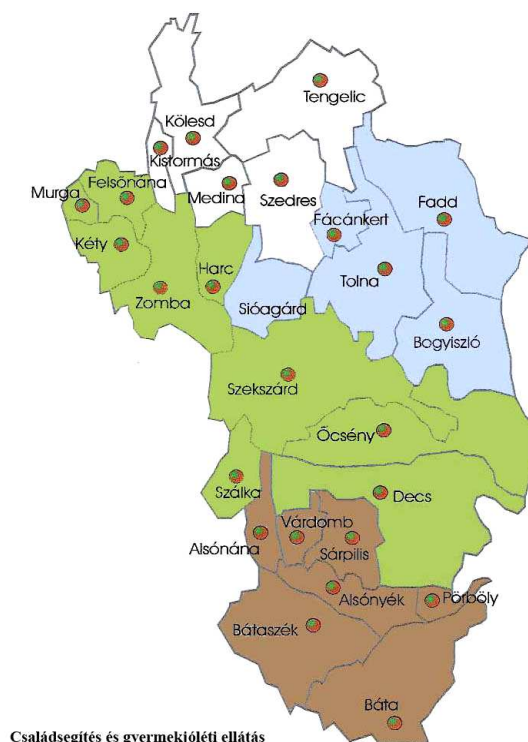 Tengelic
Kölesd
Kistormás
Felsőnána
Medina
Szedres
Murga
Fácánkert
Fadd
Kéty
Harc
Tolna
Zomba
Sióagárd
Bogyiszló
Szekszárd
Őcsény
Szálka
Decs
Várdomb
Alsónána
Sárpilis
Alsónyék
Pörböly
Bátaszék
Báta
Családsegítés és gyermekjóléti ellátás